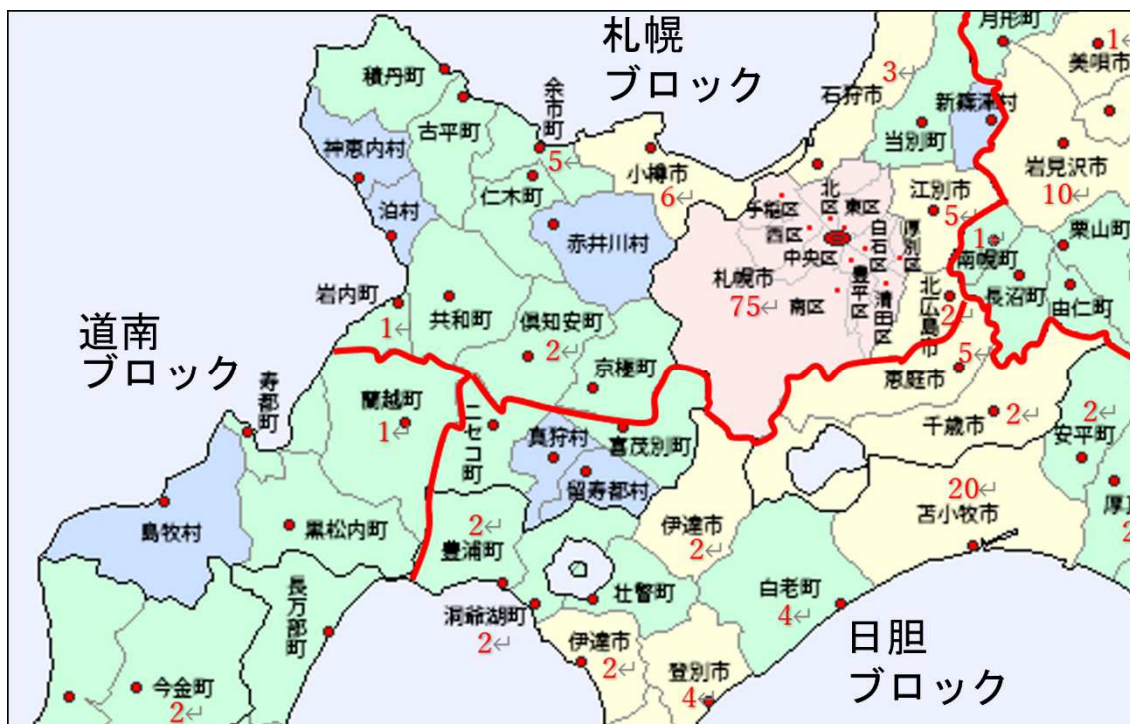 札幌
ブロック
月形町
1↵
美唄市
3↵
石狩市
積丹町
余市町
新篠津村
古平町
当別町
神恵内村
5↵
小樽市
6↵
岩見沢市
10↵
仁木町
江別市
5↵
泊村
手稲区
北区
東区
西区
白石区
厚別区
中央区
赤井川村
1↵
南幌町
栗山町
札幌市
75↵
南区
豊平区
清田区
北広島市
2↵
長沼町
由仁町
岩内町
1↵
共和町
倶知安町
2↵
道南
ブロック
京極町
5↵
恵庭市
寿都町
蘭越町
1↵
ニセコ町
真狩村
喜茂別町
千歳市
2↵
2↵
安平町
留寿都村
20↵
苫小牧市
島牧村
黒松内町
2↵
豊浦町
伊達市
2↵
2
長万部町
洞爺湖町
2↵
壮瞥町
白老町
4↵
日胆
ブロック
伊達市
2↵
登別市
4↵
今金町
2↵